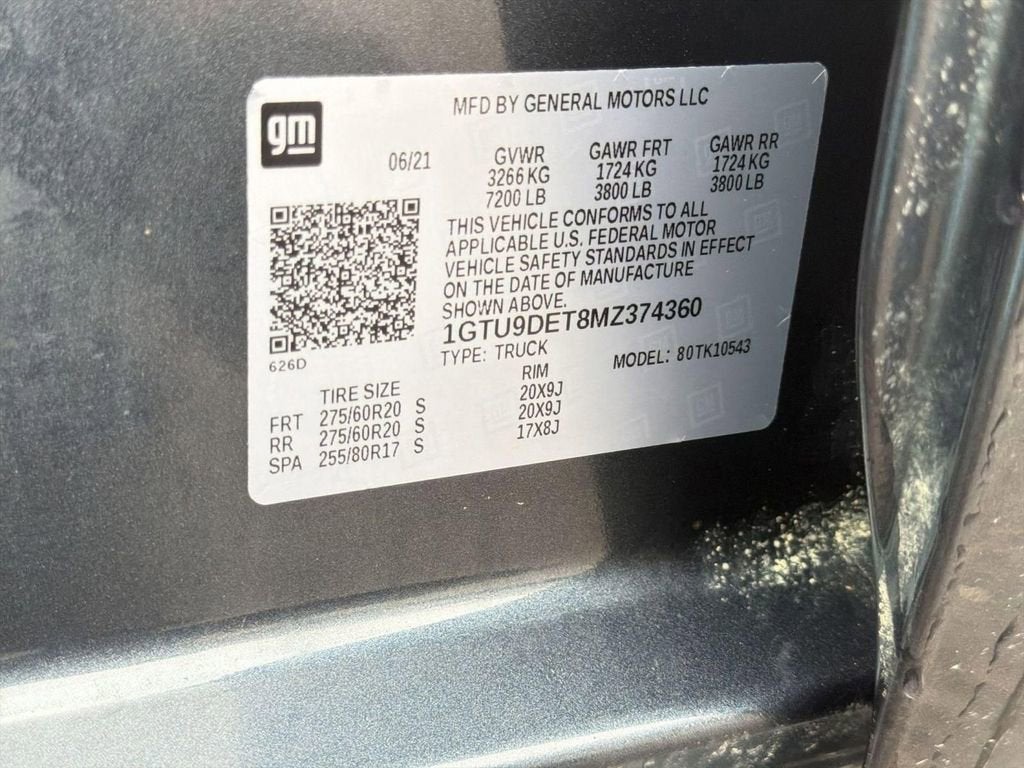 gm
MFD BY GENERAL MOTORS LLC
06/21
GVWR GAWR FRT GAWR RR
3266 KG 1724 KG 1724 KG
7200 LB 3800 LB 3800 LB
THIS VEHICLE CONFORMS TO ALL
APPLICABLE U.S. FEDERAL MOTOR
VEHICLE SAFETY STANDARDS IN EFFECT
ON THE DATE OF MANUFACTURE
SHOWN ABOVE.
1GTU9DET8MZ374360
626D
TYPE: TRUCK MODEL: 80TK10543
TIRE SIZE RIM
FRT 275/60R20 S 20X9J
RR 275/60R20 S 20X9J
SPA 255/80R17 S 17X8J